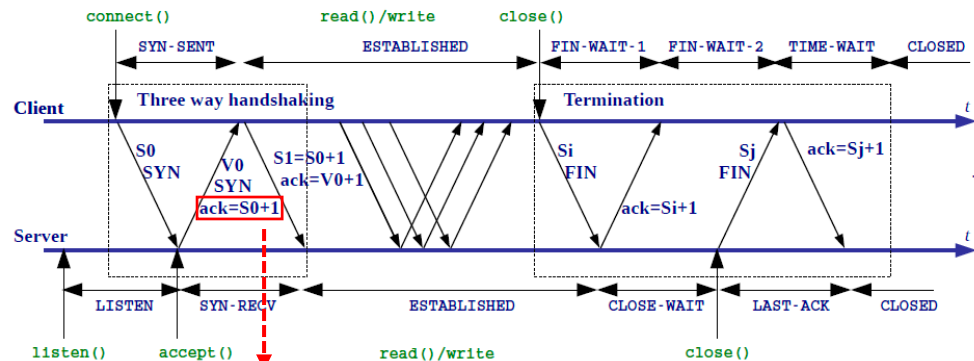 connect() read()/write close()
SYN-SENT ESTABLISHED FIN-WAIT-1 FIN-WAIT-2 TIME-WAIT CLOSED
Three way handshaking Termination
Client t
S0
SYN
V0
SYN
ack=S0+1
S1=S0+1
ack=V0+1
Si
FIN
ack=Si+1
Sj
FIN
ack=Sj+1
Server t
LISTEN SYN-RECV ESTABLISHED CLOSE-WAIT LAST-ACK CLOSED
listen() accept() read()/write close()